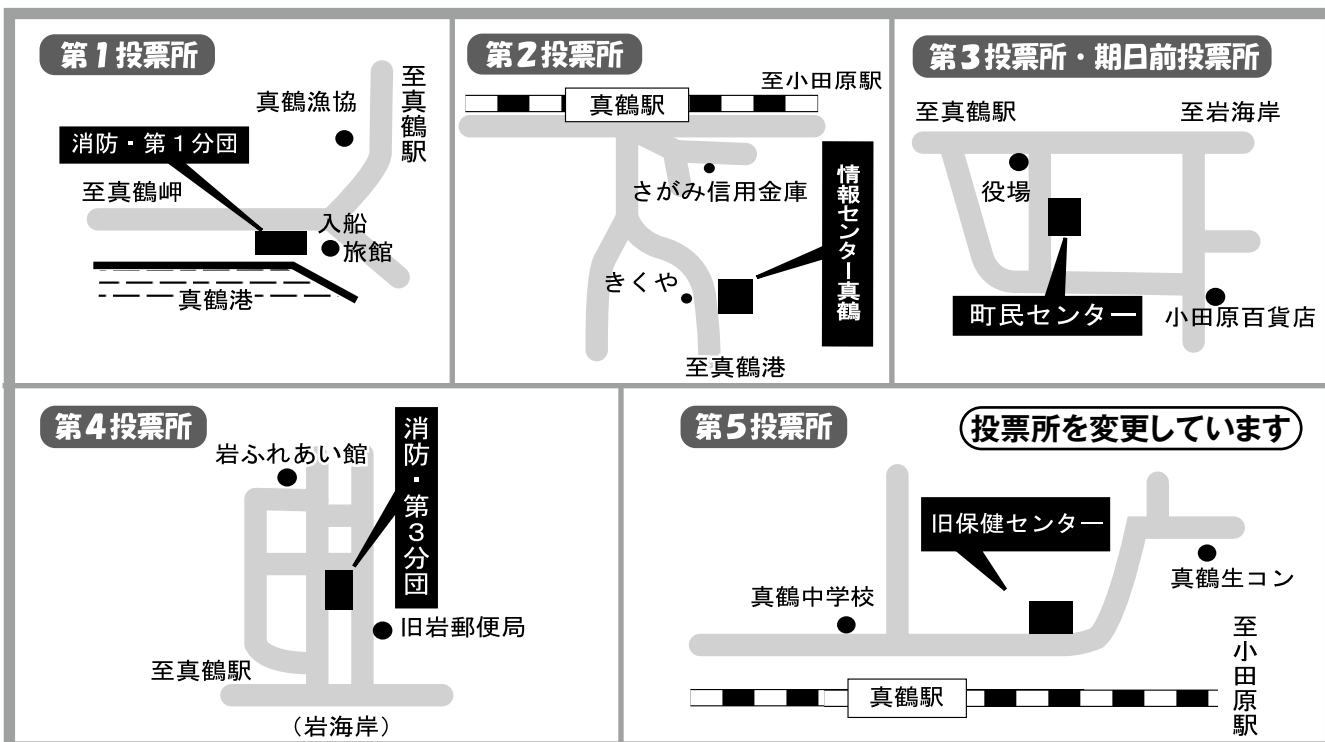 第1投票所
真鶴漁協
至真鶴駅
消防・第1分団
至真鶴岬
入船
旅館
真鶴港
第2投票所
至小田原駅
真鶴駅
さがみ信用金庫
情報センター真鶴
きくや
至真鶴港
第3投票所・期日前投票所
至真鶴駅
至岩海岸
役場
町民センター
小田原百貨店
第4投票所
岩ふれあい館
消防・第3分団
旧岩郵便局
至真鶴駅
（岩海岸）
第5投票所
投票所を変更しています
旧保健センター
真鶴生コン
真鶴中学校
至小田原駅
真鶴駅